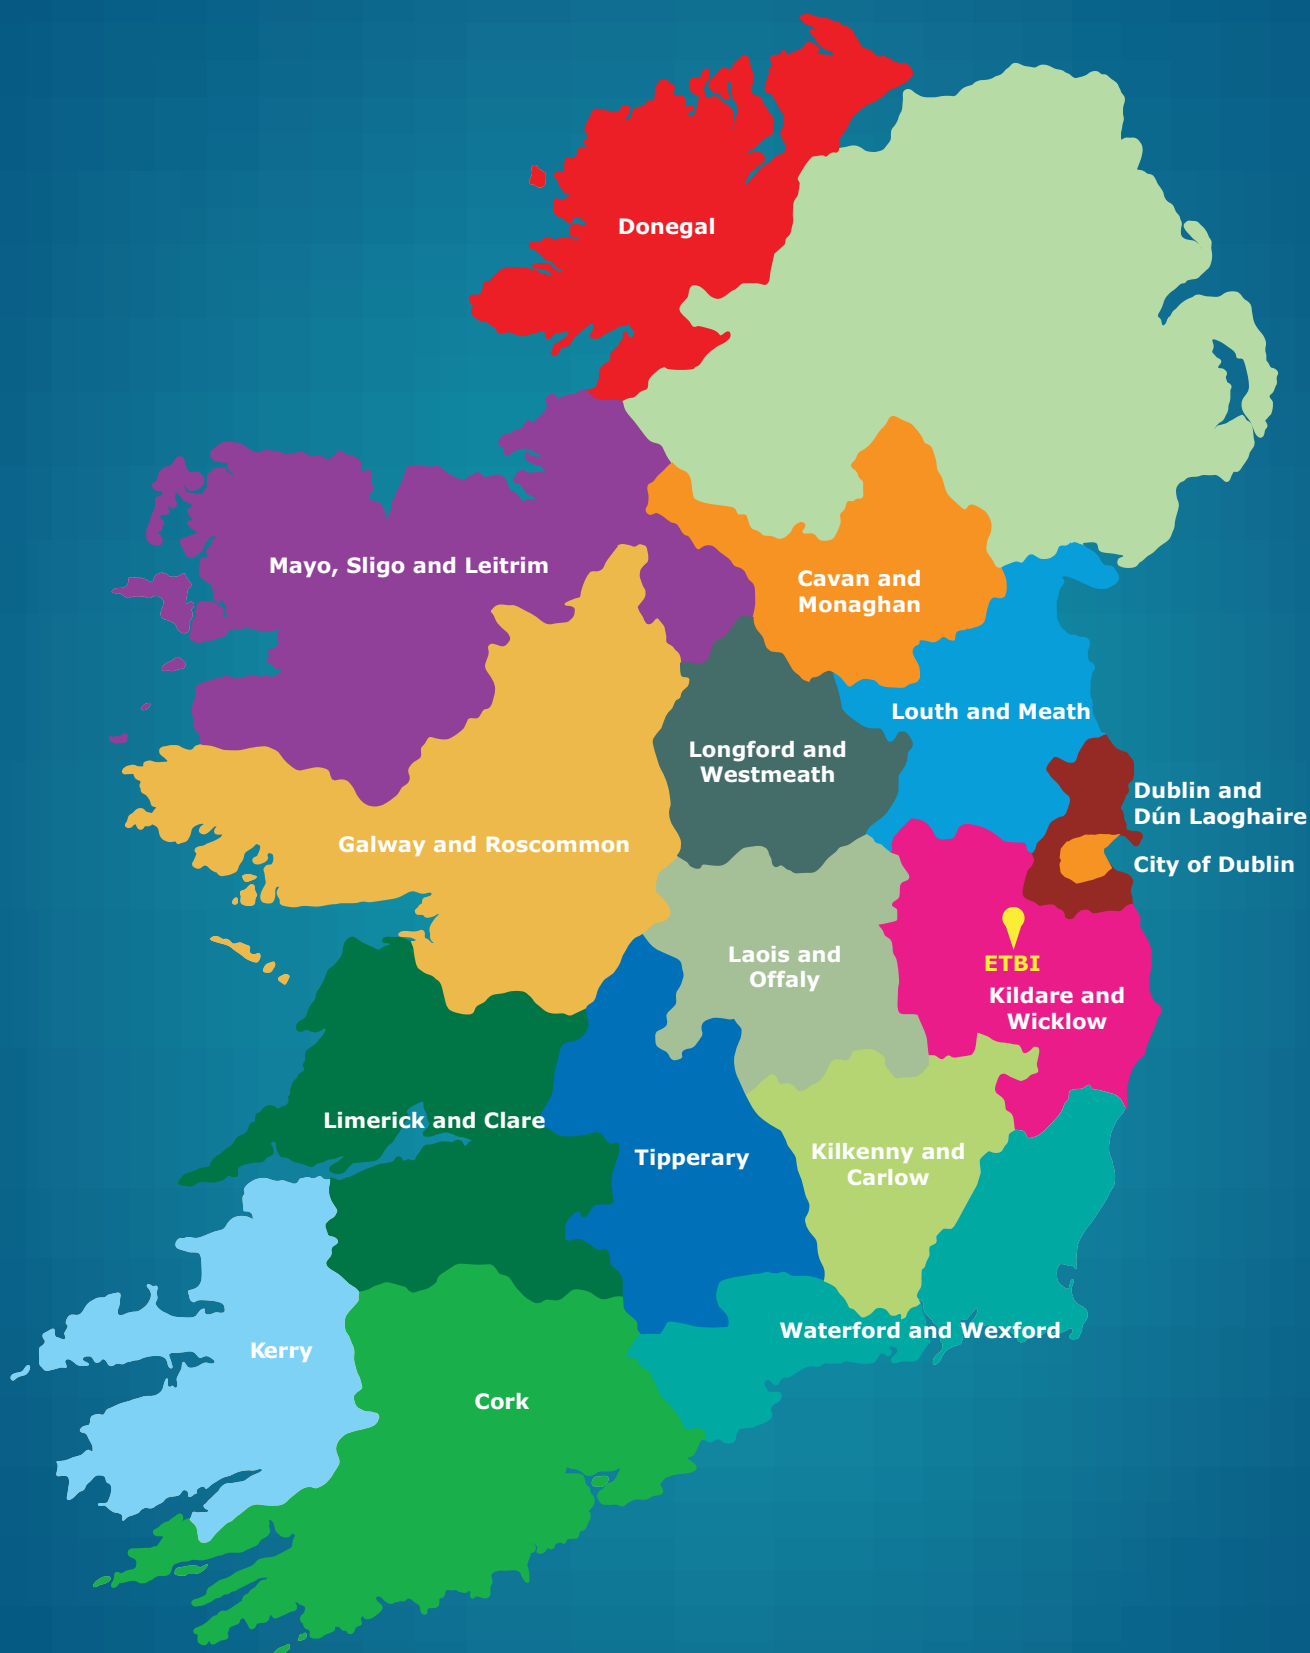 Donegal
Mayo, Sligo and Leitrim
Cavan and
Monaghan
Louth and Meath
Longford and
Westmeath
Dublin and
Dún Laoghaire
Galway and Roscommon
City of Dublin
Laois and
Offaly
ETBI
Kildare and
Wicklow
Limerick and Clare
Tipperary
Kilkenny and
Carlow
Waterford and Wexford
Kerry
Cork